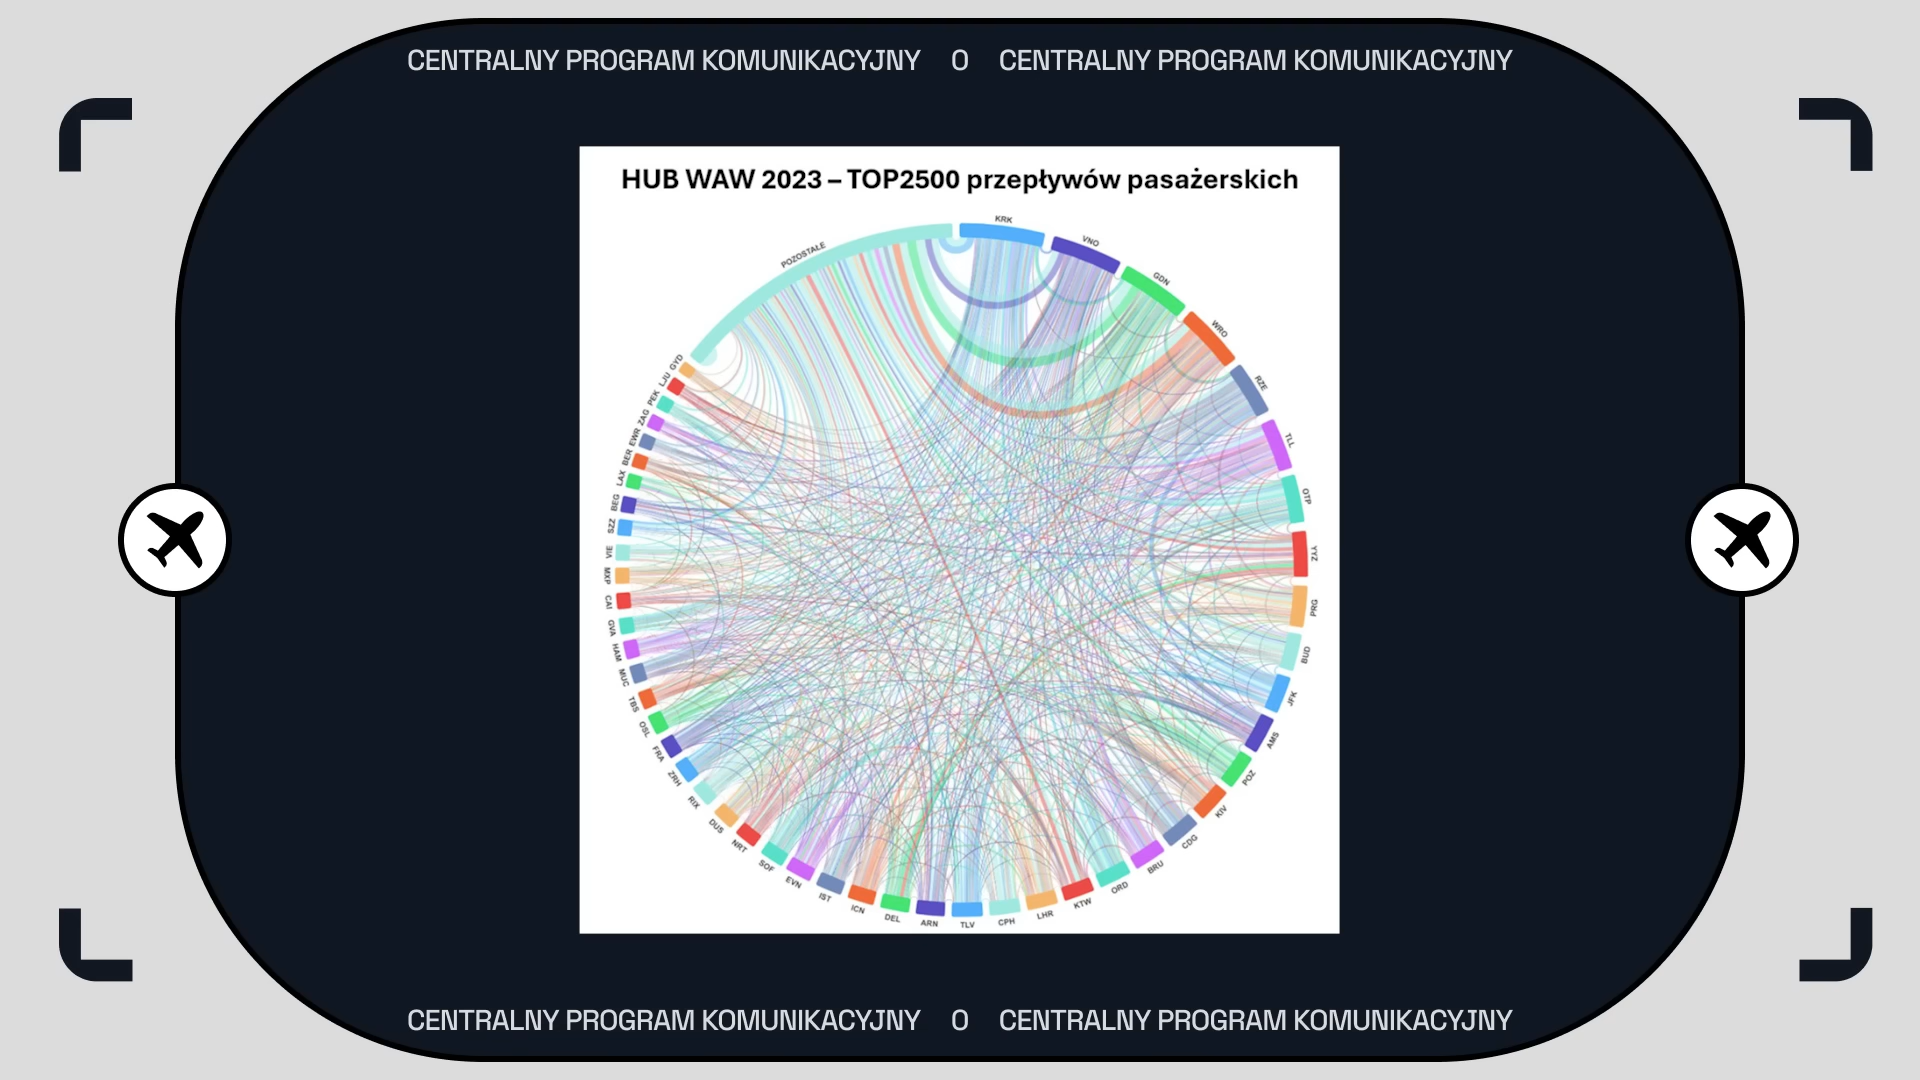 CENTRALNY PROGRAM KOMUNIKACYJNY O CENTRALNY PROGRAM KOMUNIKACYJNY
HUB WAW 2023 – TOP2500 przepływów pasażerskich
POZOSTAŁE
KRK
VNO
GDN
WRO
RZE
TLL
OTP
YYZ
PRG
BUD
JFK
AMS
POZ
KIV
CDG
BRU
ORD
KTW
LHR
CPH
TLV
ARN
DEL
ICN
IST
EVN
SOF
NRT
DUS
RIX
ZRH
FRA
OSL
TBS
MUC
HAM
GVA
CAI
MXP
VIE
SZZ
BEG
LAX
BER
EWR
ZAG
PEK
LJU
GYD
CENTRALNY PROGRAM KOMUNIKACYJNY O CENTRALNY PROGRAM KOMUNIKACYJNY